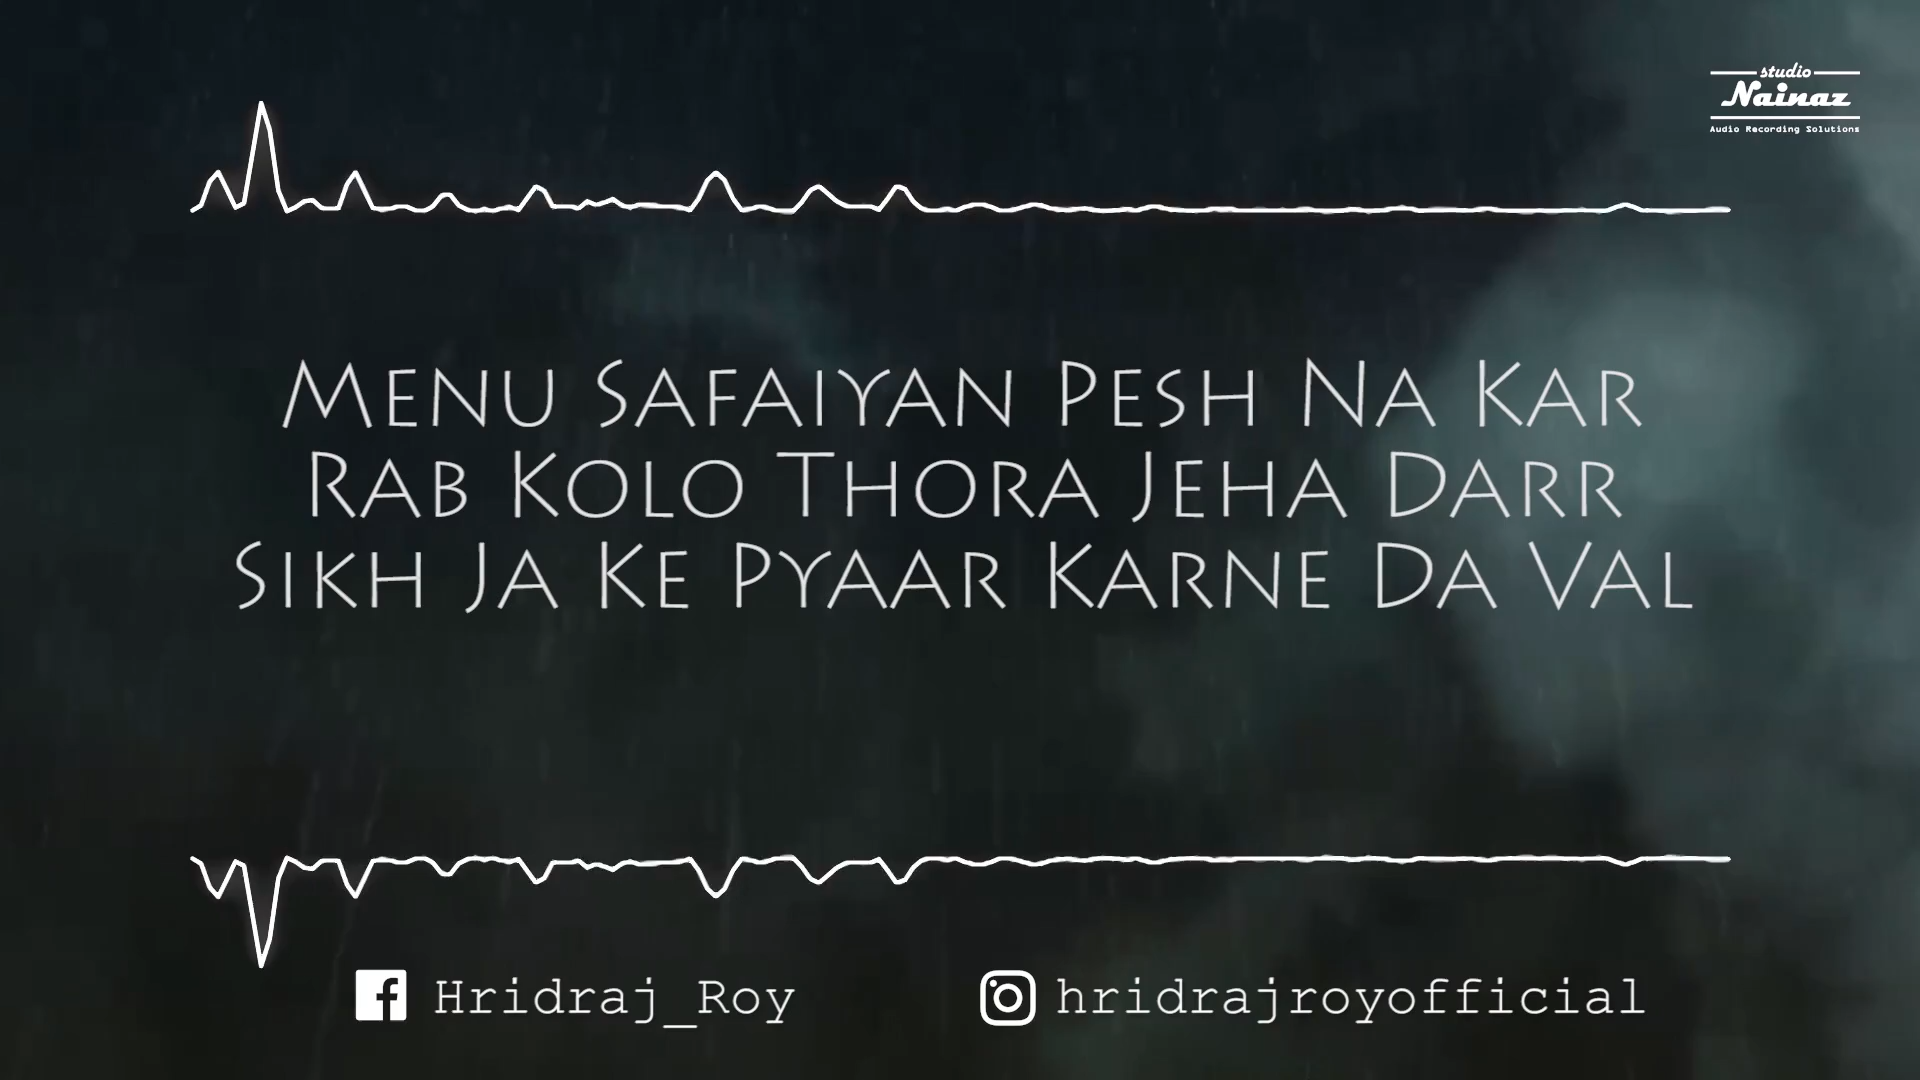 studio
Nainaz
Audio Recording Solutions
Menu Safaiyan Pesh Na Kar
Rab Kolo Thora Jeha Darr
Sikh Ja Ke Pyaar Karne Da Val
Hridraj_Roy
hridrajroyofficial